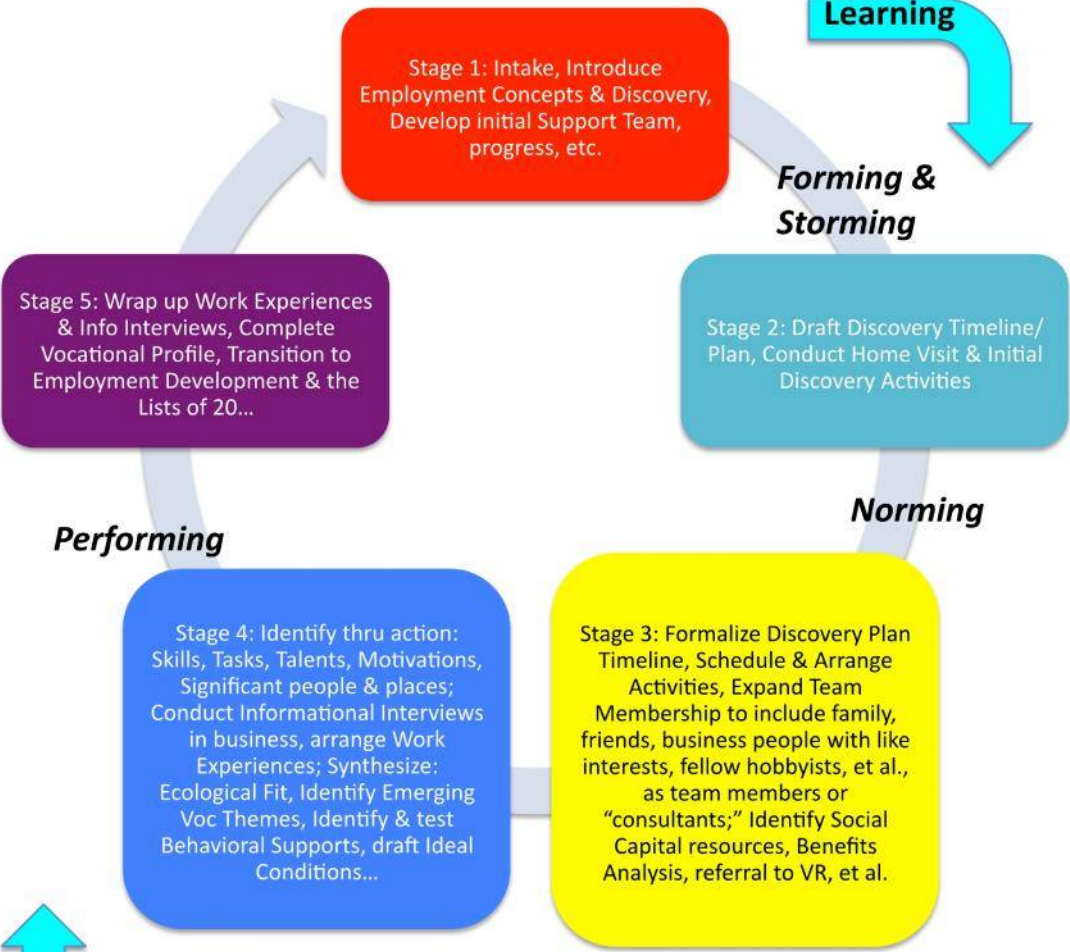 Learning
Stage 1: Intake, Introduce
Employment Concepts & Discovery,
Develop initial Support Team,
progress, etc.
Forming &
Storming
Stage 2: Draft Discovery Timeline/
Plan, Conduct Home Visit & Initial
Discovery Activities
Norming
Stage 3: Formalize Discovery Plan
Timeline, Schedule & Arrange
Activities, Expand Team
Membership to include family,
friends, business people with like
interests, fellow hobbyists, et al.,
as team members or
“consultants;” Identify Social
Capital resources, Benefits
Analysis, referral to VR, et al.
Stage 4: Identify thru action:
Skills, Tasks, Talents, Motivations,
Significant people & places;
Conduct Informational Interviews
in business, arrange Work
Experiences; Synthesize:
Ecological Fit, Identify Emerging
Voc Themes, Identify & test
Behavioral Supports, draft Ideal
Conditions...
Performing
Stage 5: Wrap up Work Experiences
& Info Interviews, Complete
Vocational Profile, Transition to
Employment Development & the
Lists of 20...